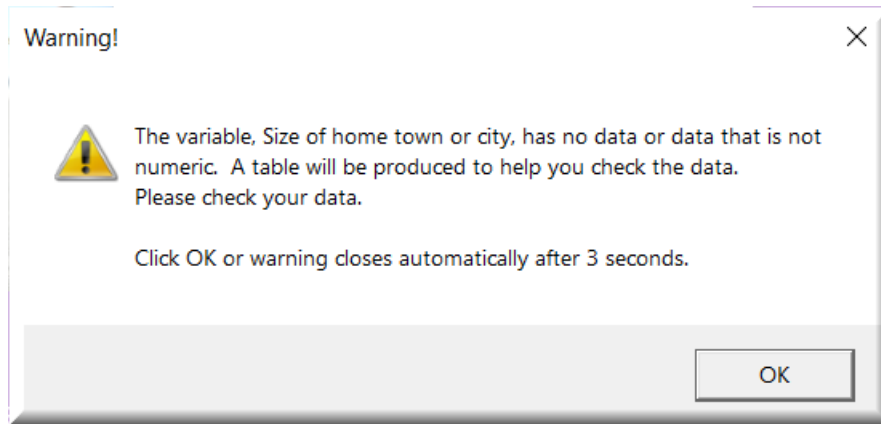 Warning!
The variable, Size of home town or city, has no data or data that is not
numeric.  A table will be produced to help you check the data.
Please check your data.
Click OK or warning closes automatically after 3 seconds.
OK